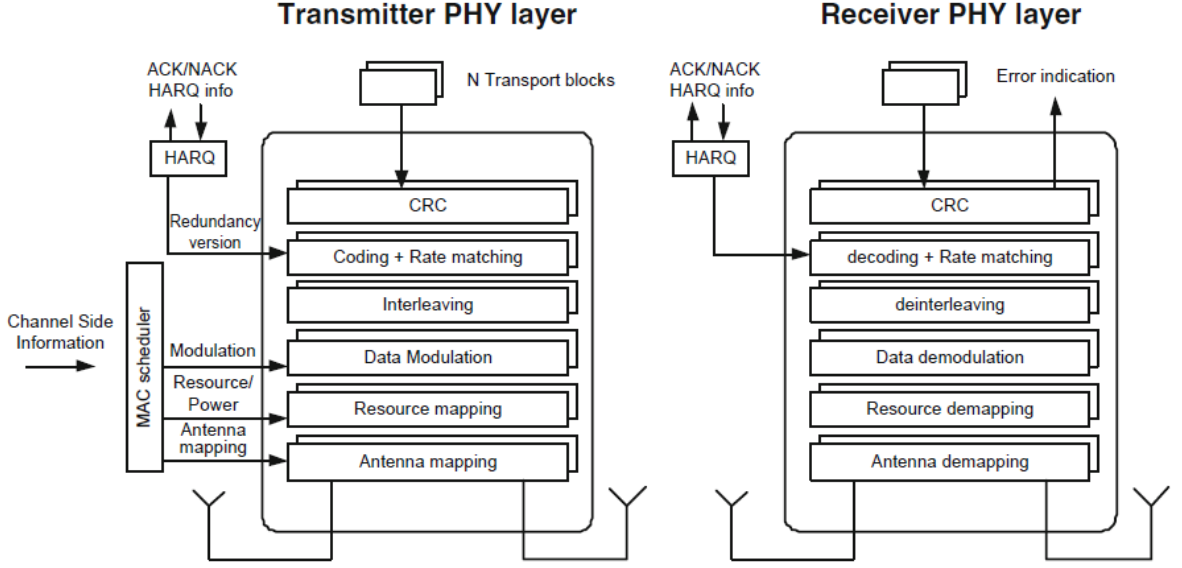 Transmitter PHY layer
Receiver PHY layer
ACK/NACK
HARQ info
N Transport blocks
HARQ
CRC
Redundancy
version
Coding + Rate matching
Interleaving
Channel Side
Information
MAC scheduler
Modulation
Data Modulation
Resource/
Power
Resource mapping
Antenna
mapping
Antenna mapping
ACK/NACK
HARQ info
Error indication
HARQ
CRC
decoding + Rate matching
deinterleaving
Data demodulation
Resource demapping
Antenna demapping